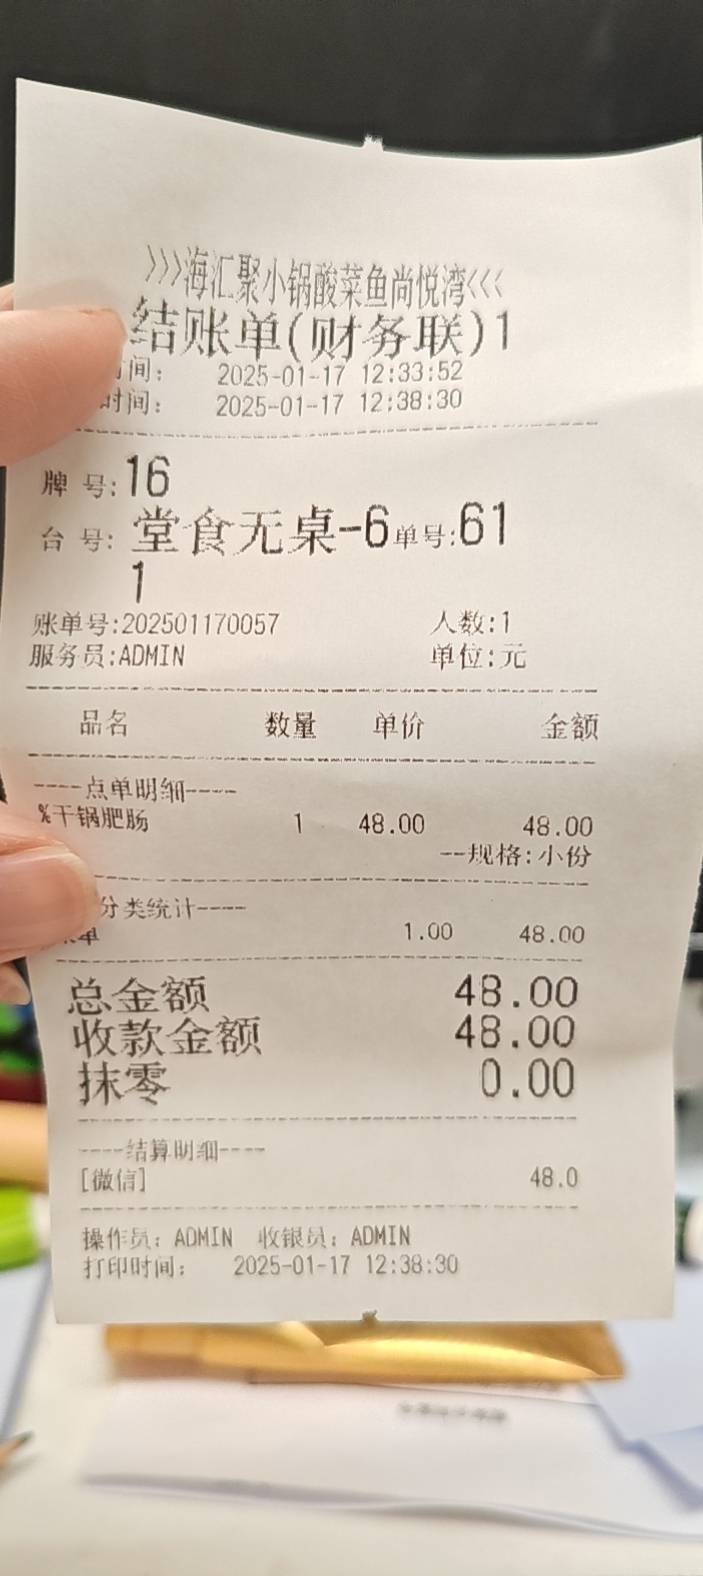 >>>海汇聚小锅酸菜鱼尚悦湾<<<
结账单(财务联)1
间: 2025-01-17 12:33:52
时间: 2025-01-17 12:38:30
牌 号:16
台 号: 堂食无桌-6单号:61
1
账单号:202501170057 人数:1
服务员:ADMIN 单位:元
品名 数量 单价 金额
----点单明细----
%干锅肥肠 1 48.00 48.00
--规格:小份
分类统计----
单 1.00 48.00
总金额 48.00
收款金额 48.00
抹零 0.00
----结算明细----
[微信] 48.0
操作员: ADMIN 收银员: ADMIN
打印时间: 2025-01-17 12:38:30